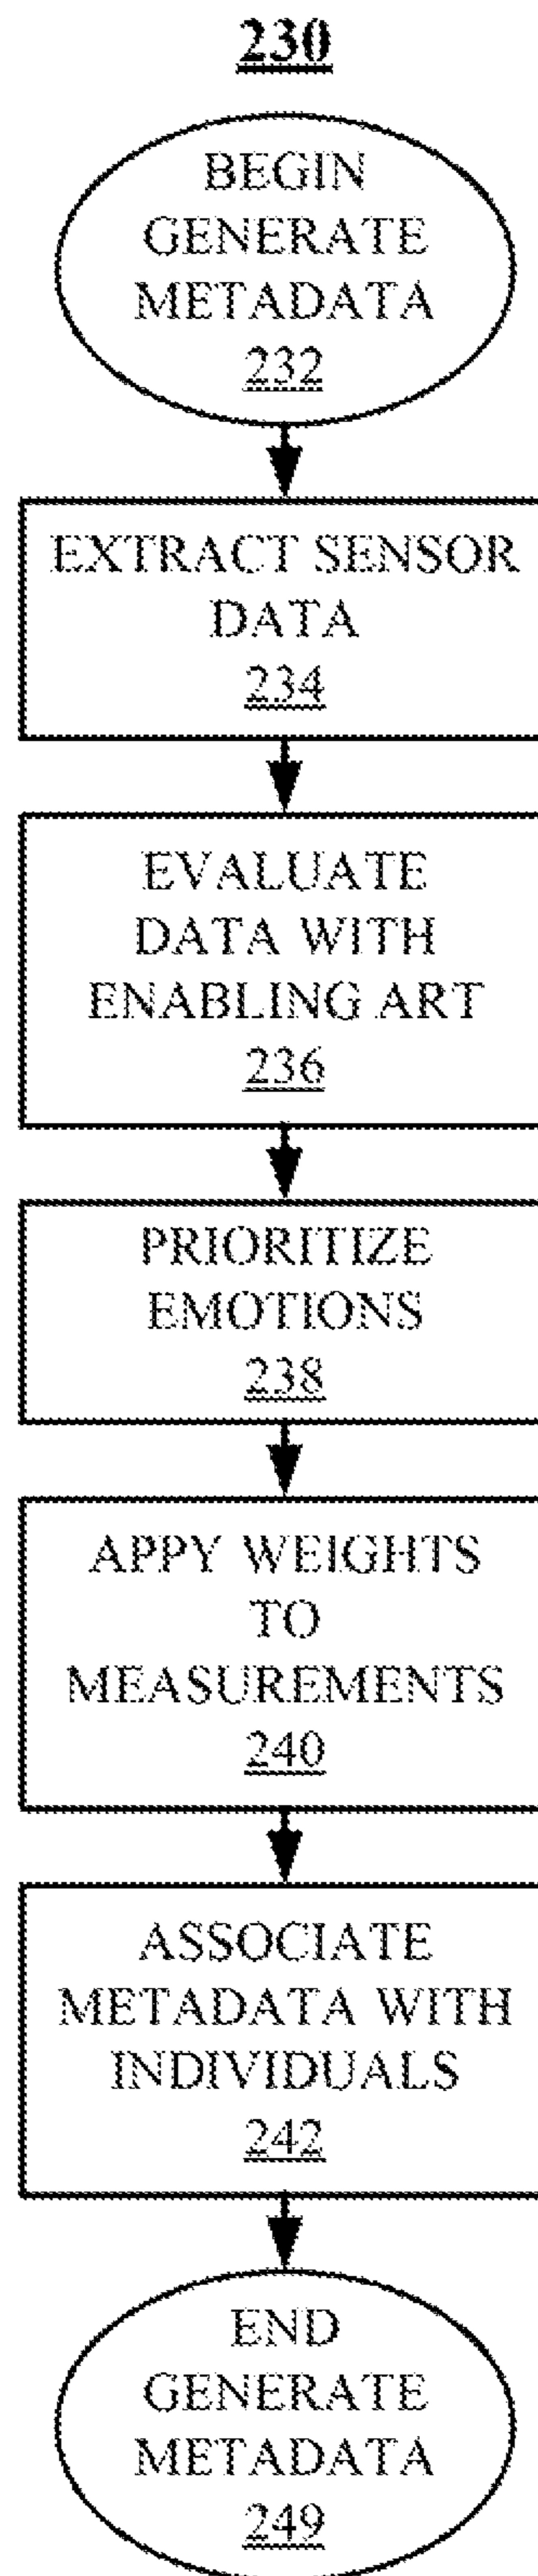 230
BEGIN
GENERATE
METADATA
232
EXTRACT SENSOR
DATA
234
EVALUATE
DATA WITH
ENABLING ART
236
PRIORITIZE
EMOTIONS
238
APPY WEIGHTS
TO
MEASUREMENTS
240
ASSOCIATE
METADATA WITH
INDIVIDUALS
242
END
GENERATE
METADATA
249